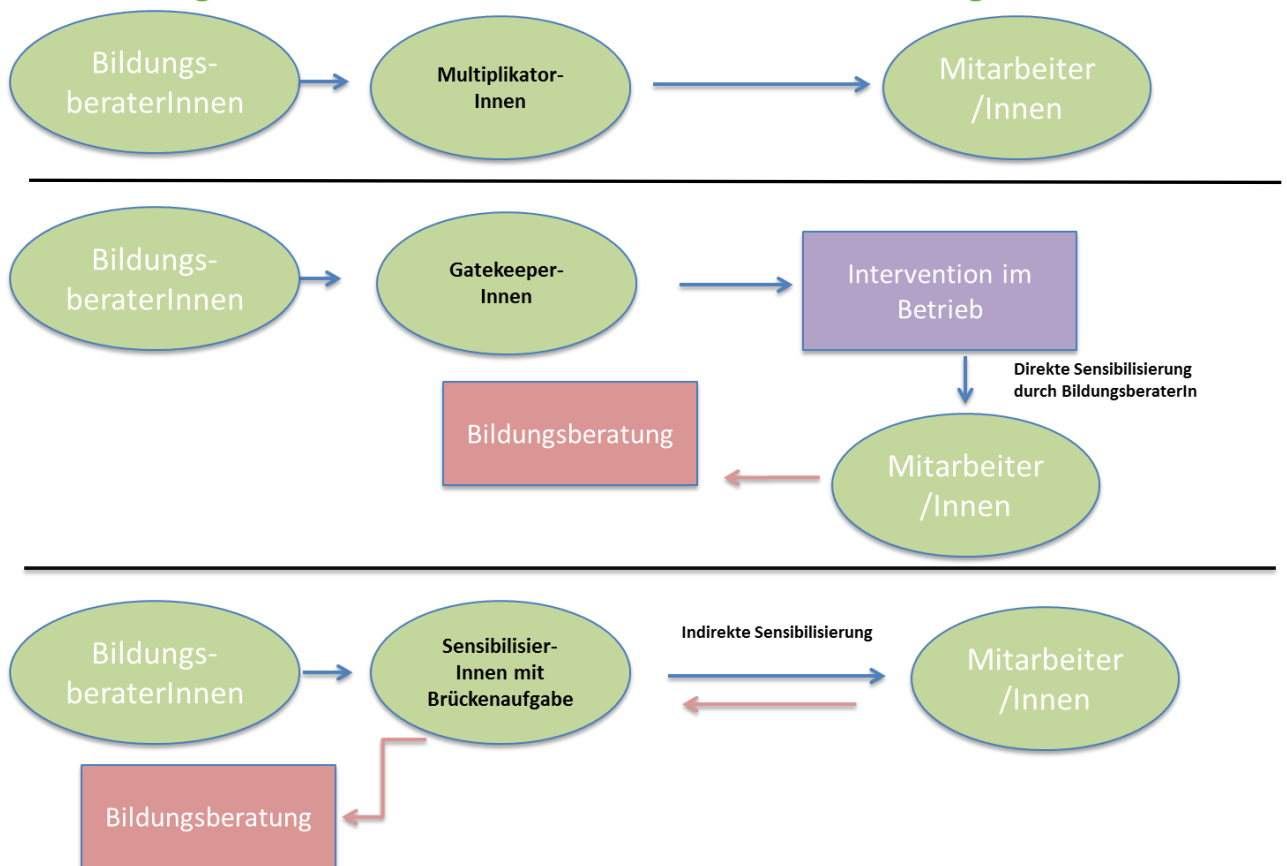 Bildungs-
beraterInnen
Multiplikator-
Innen
Mitarbeiter
/Innen
Bildungs-
beraterInnen
Gatekeeper-
Innen
Intervention im
Betrieb
Direkte Sensibilisierung
durch BildungsberaterIn
Bildungsberatung
Mitarbeiter
/Innen
Bildungs-
beraterInnen
Sensibilisier-
Innen mit
Brückenaufgabe
Indirekte Sensibilisierung
Mitarbeiter
/Innen
Bildungsberatung